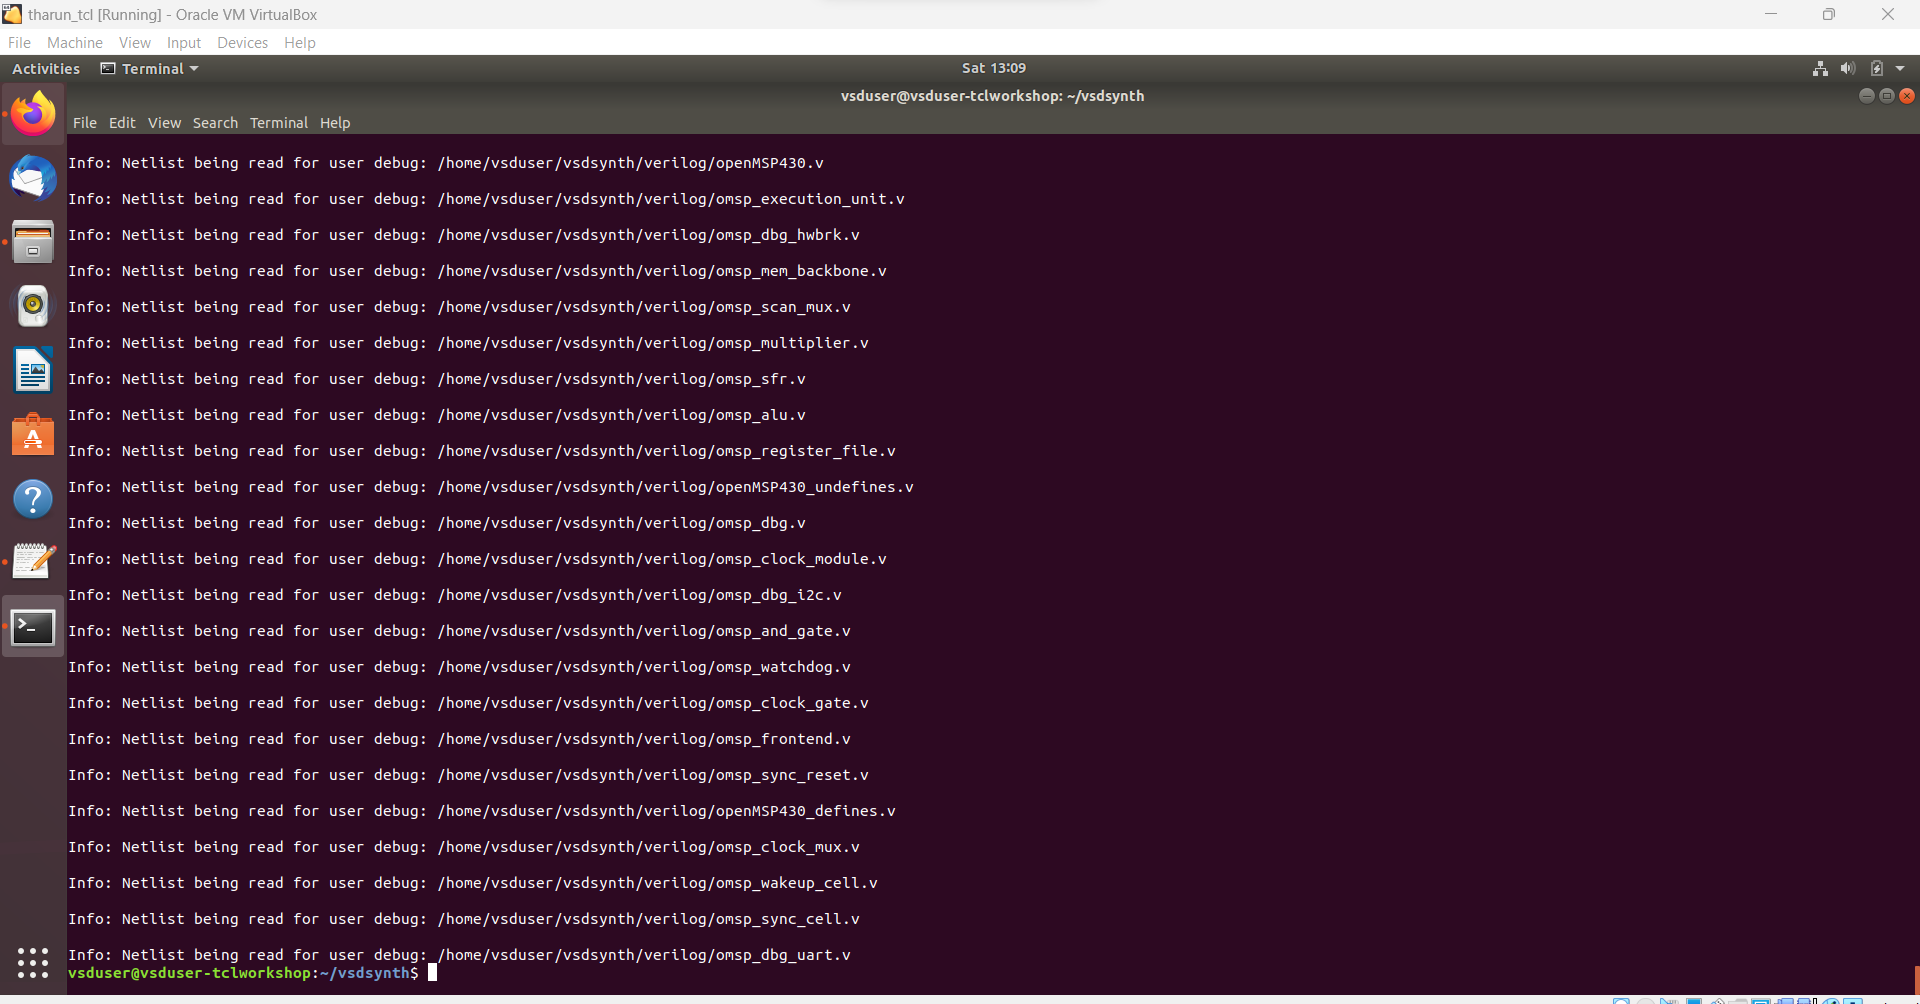 tharun_tcl [Running] - Oracle VM VirtualBox
File Machine View Input Devices Help
Activities Terminal Sat 13:09
vsduser@vsduser-tclworkshop: ~/vsdsynth
File Edit View Search Terminal Help
Info: Netlist being read for user debug: /home/vsduser/vsdsynth/verilog/openMSP430.v
Info: Netlist being read for user debug: /home/vsduser/vsdsynth/verilog/omsp_execution_unit.v
Info: Netlist being read for user debug: /home/vsduser/vsdsynth/verilog/omsp_dbg_hwbrk.v
Info: Netlist being read for user debug: /home/vsduser/vsdsynth/verilog/omsp_mem_backbone.v
Info: Netlist being read for user debug: /home/vsduser/vsdsynth/verilog/omsp_scan_mux.v
Info: Netlist being read for user debug: /home/vsduser/vsdsynth/verilog/omsp_multiplier.v
Info: Netlist being read for user debug: /home/vsduser/vsdsynth/verilog/omsp_sfr.v
Info: Netlist being read for user debug: /home/vsduser/vsdsynth/verilog/omsp_alu.v
Info: Netlist being read for user debug: /home/vsduser/vsdsynth/verilog/omsp_register_file.v
Info: Netlist being read for user debug: /home/vsduser/vsdsynth/verilog/openMSP430_undefines.v
Info: Netlist being read for user debug: /home/vsduser/vsdsynth/verilog/omsp_dbg.v
Info: Netlist being read for user debug: /home/vsduser/vsdsynth/verilog/omsp_clock_module.v
Info: Netlist being read for user debug: /home/vsduser/vsdsynth/verilog/omsp_dbg_i2c.v
Info: Netlist being read for user debug: /home/vsduser/vsdsynth/verilog/omsp_and_gate.v
Info: Netlist being read for user debug: /home/vsduser/vsdsynth/verilog/omsp_watchdog.v
Info: Netlist being read for user debug: /home/vsduser/vsdsynth/verilog/omsp_clock_gate.v
Info: Netlist being read for user debug: /home/vsduser/vsdsynth/verilog/omsp_frontend.v
Info: Netlist being read for user debug: /home/vsduser/vsdsynth/verilog/omsp_sync_reset.v
Info: Netlist being read for user debug: /home/vsduser/vsdsynth/verilog/openMSP430_defines.v
Info: Netlist being read for user debug: /home/vsduser/vsdsynth/verilog/omsp_clock_mux.v
Info: Netlist being read for user debug: /home/vsduser/vsdsynth/verilog/omsp_wakeup_cell.v
Info: Netlist being read for user debug: /home/vsduser/vsdsynth/verilog/omsp_sync_cell.v
Info: Netlist being read for user debug: /home/vsduser/vsdsynth/verilog/omsp_dbg_uart.v
vsduser@vsduser-tclworkshop:~/vsdsynth$